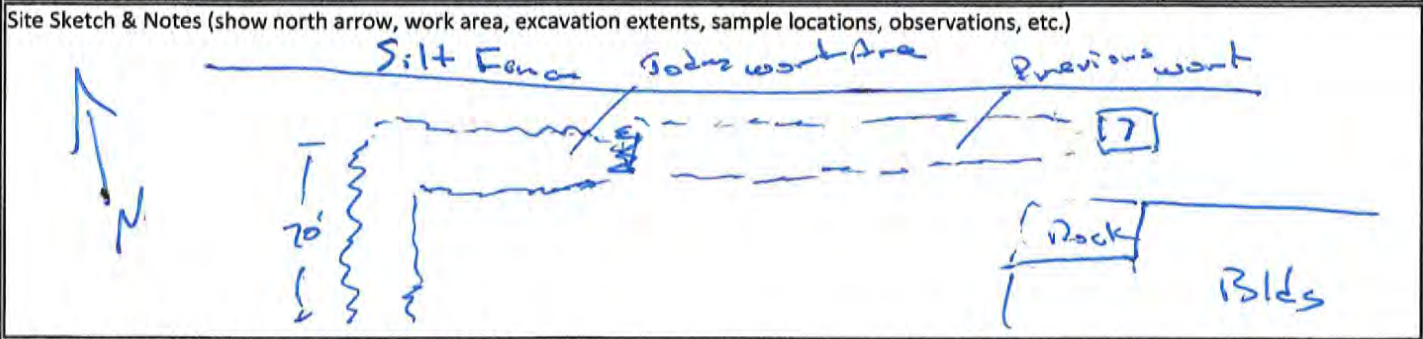 Site Sketch & Notes (show north arrow, work area, excavation extents, sample locations, observations, etc.)
Silt Fence Today work Area Previous work
7
70'
N
Rock
Bldg